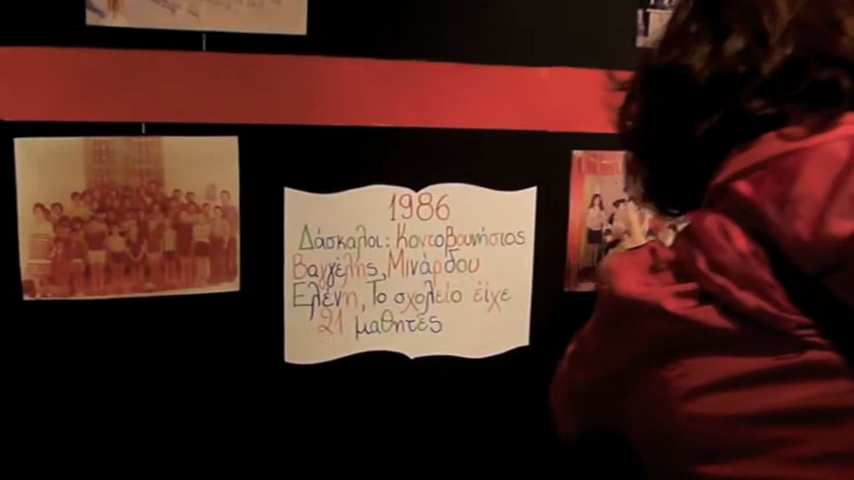 1986
Δάσκαλοι: Κοντοβουνήσιος
Βαγγέλης, Μινάρδου
Ελένη, Το σχολείο είχε
21 μαθητές